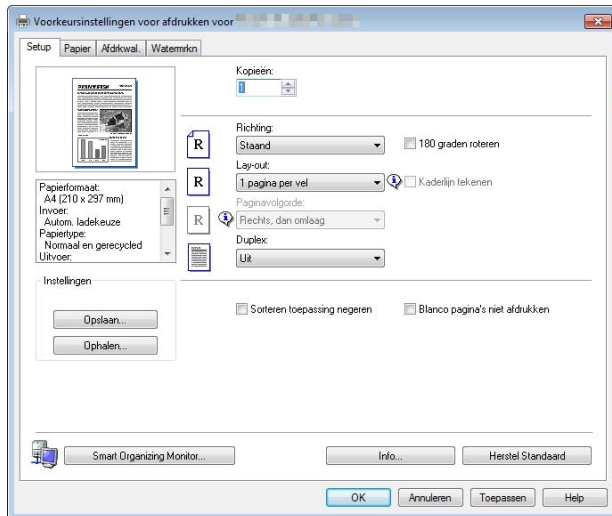 Voorkeursinstellingen voor afdrukken voor
Setup Papier Afdrkwal. Watermrkn
Kopieën:
1
Richting:
Staand
180 graden roteren
Lay-out:
1 pagina per vel
Kaderlijn tekenen
Paginavolgorde:
Rechts, dan omlaag
Duplex:
Uit
Papierformaat:
A4 (210 x 297 mm)
Invoer:
Autom. ladekeuze
Papiertype:
Normaal en gerecycled
Uitvoer:
Instellingen
Opslaan...
Ophalen...
Sorteren toepassing negeren
Blanco pagina's niet afdrukken
Smart Organizing Monitor...
Info...
Herstel Standaard
OK
Annuleren
Toepassen
Help
R
R
R